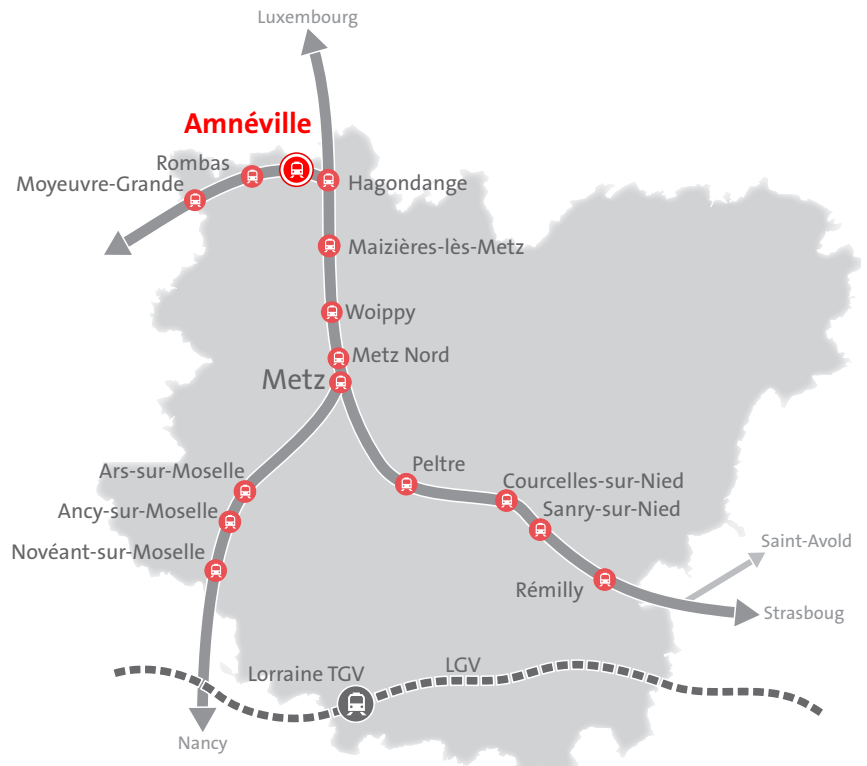 Luxembourg
Amnéville
Rombas
Moyeuvre-Grande
Hagondange
Maizières-lès-Metz
Woippy
Metz Nord
Metz
Ars-sur-Moselle
Peltre
Courcelles-sur-Nied
Ancy-sur-Moselle
Sanry-sur-Nied
Novéant-sur-Moselle
Saint-Avold
Rémilly
Strasboug
Lorraine TGV
LGV
Nancy